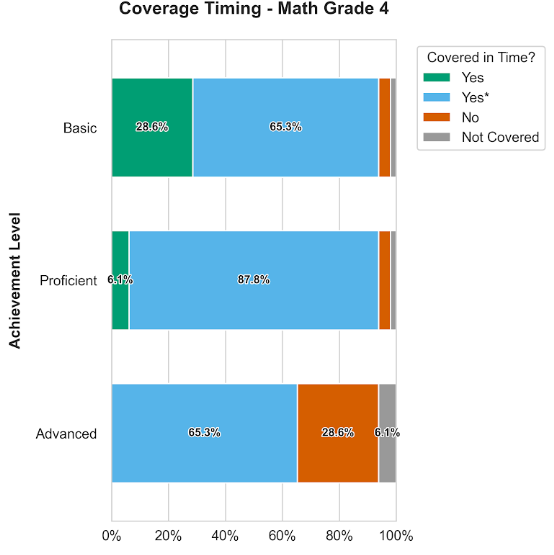 Coverage Timing - Math Grade 4
Covered in Time?
Yes
Yes*
No
Not Covered
Achievement Level
Basic
28.6%
65.3%
Proficient
6.1%
87.8%
Advanced
65.3%
28.6%
6.1%
0%
20%
40%
60%
80%
100%